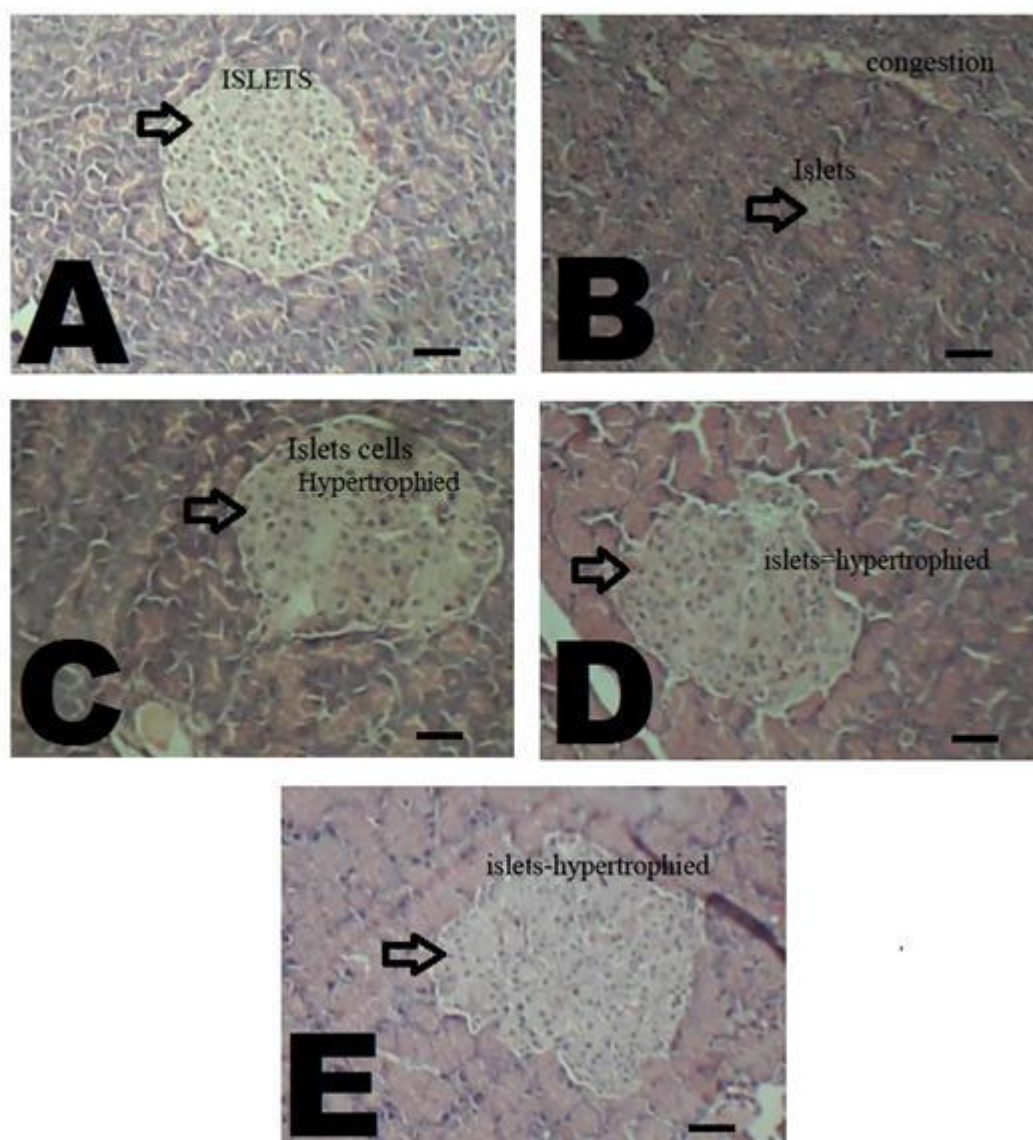 ISLETS
A
congestion
Islets
B
Islets cells
Hypertrophied
C
islets=hypertrophied
D
islets-hypertrophied
E